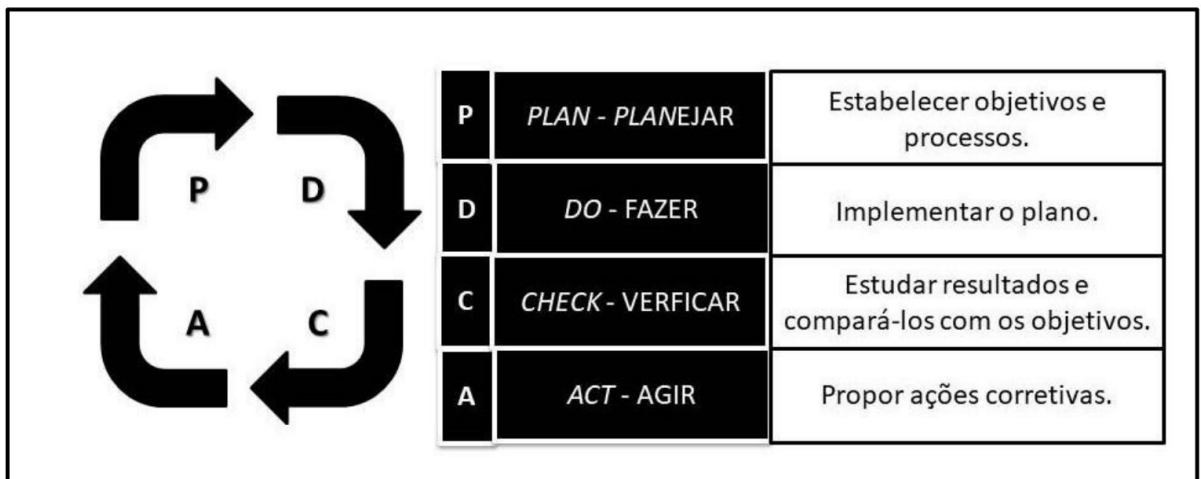 P D
A C
P PLAN - PLANEJAR Estabelecer objetivos e
processos.
D DO - FAZER Implementar o plano.
C CHECK - VERFICAR Estudar resultados e
compará-los com os objetivos.
A ACT - AGIR Propor ações corretivas.